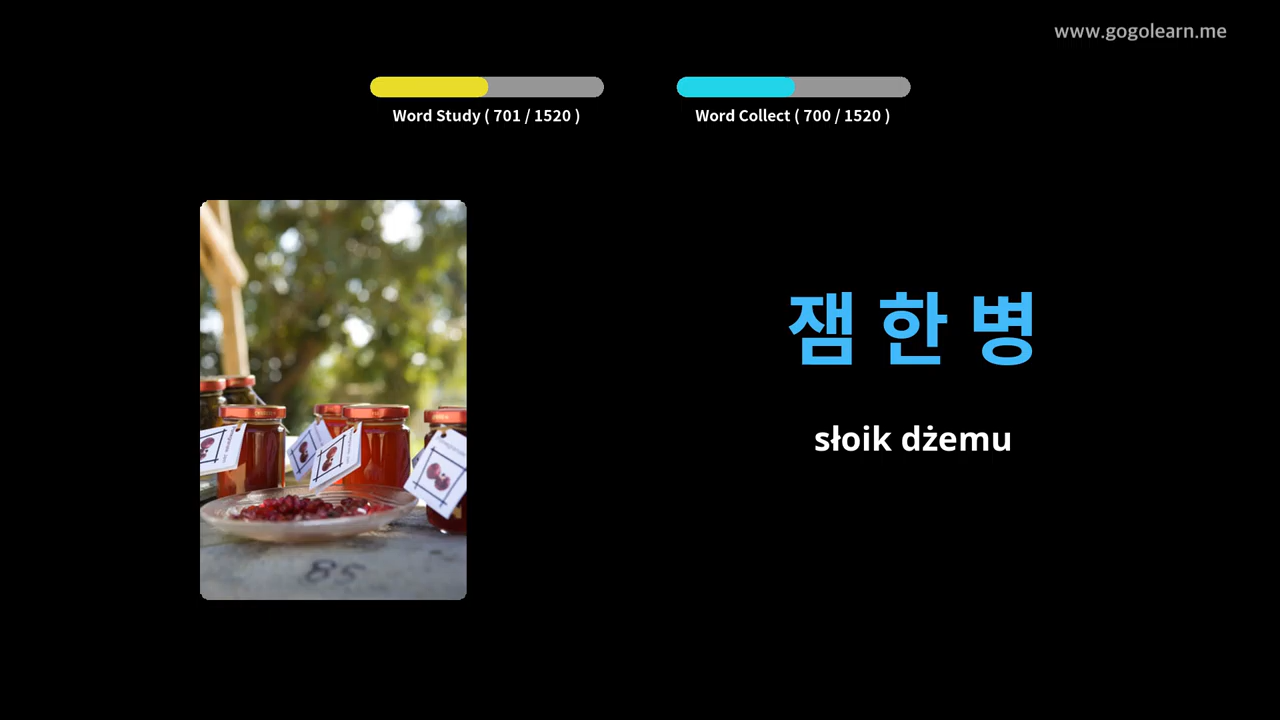 www.gogolearn.me
Word Study ( 701 / 1520 )
Word Collect ( 700 / 1520 )
잼 한 병
słoik dżemu
85